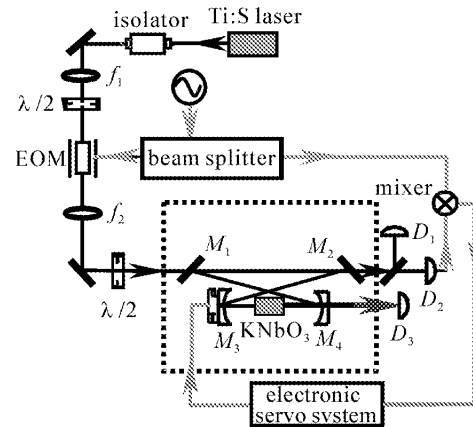 isolator
Ti:S laser
f1
λ/2
EOM
beam splitter
mixer
f2
M1
M2
D1
λ/2
D2
M3
KNbO3
M4
D3
electronic
servo system